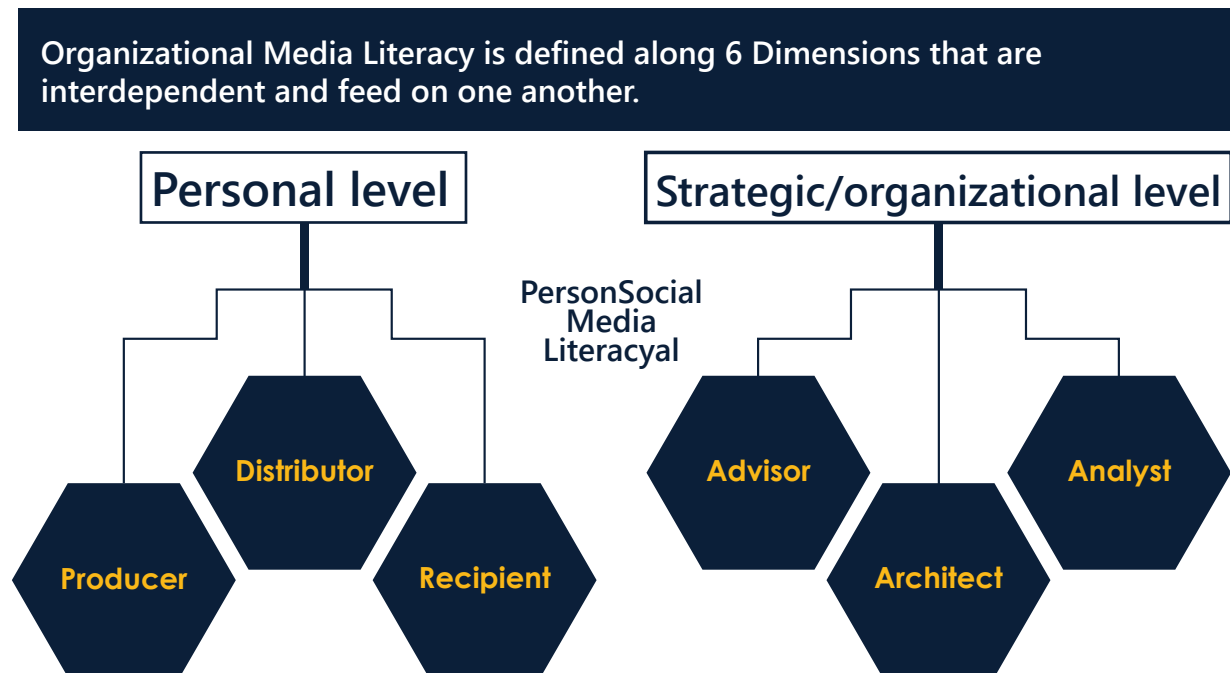 Organizational Media Literacy is defined along 6 Dimensions that are
interdependent and feed on one another.
Personal level
Strategic/organizational level
PersonSocial
Media
Literacyal
Distributor
Producer
Recipient
Advisor
Analyst
Architect